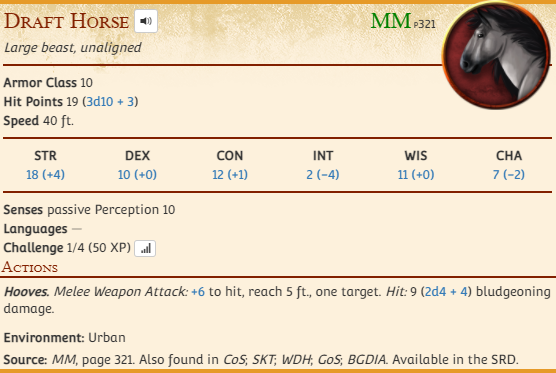 Draft Horse MM P321
Large beast, unaligned
Armor Class 10
Hit Points 19 (3d10 + 3)
Speed 40 ft.
STR DEX CON INT WIS CHA
18 (+4) 10 (+0) 12 (+1) 2 (−4) 11 (+0) 7 (−2)
Senses passive Perception 10
Languages —
Challenge 1/4 (50 XP)
Actions
Hooves. Melee Weapon Attack: +6 to hit, reach 5 ft., one target. Hit: 9 (2d4 + 4) bludgeoning
damage.
Environment: Urban
Source: MM, page 321. Also found in CoS; SKT; WDH; GoS; BGDIA. Available in the SRD.